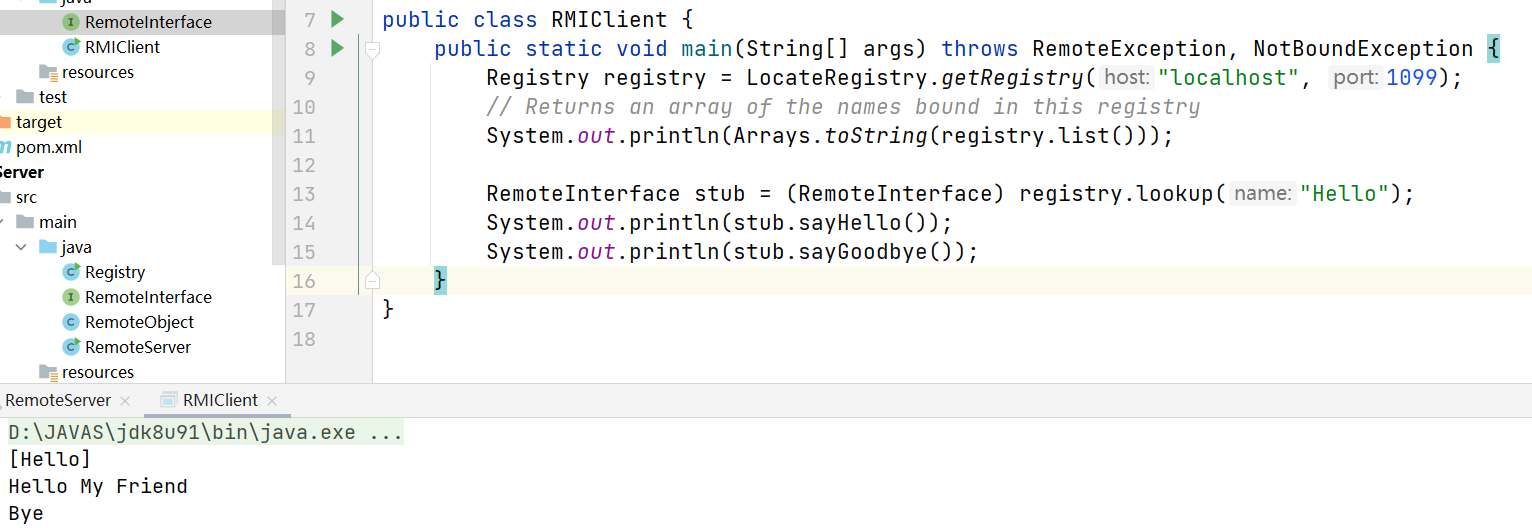 java
RemoteInterface
RMIClient
resources
test
target
pom.xml
Server
src
main
java
Registry
RemoteInterface
RemoteObject
RemoteServer
resources
7 public class RMIClient {
8 public static void main(String[] args) throws RemoteException, NotBoundException {
9 Registry registry = LocateRegistry.getRegistry( host: "localhost", port: 1099);
10 // Returns an array of the names bound in this registry
11 System.out.println(Arrays.toString(registry.list()));
12
13 RemoteInterface stub = (RemoteInterface) registry.lookup( name: "Hello");
14 System.out.println(stub.sayHello());
15 System.out.println(stub.sayGoodbye());
16 }
17 }
18
RemoteServer × RMIClient ×
D:\JAVAS\jdk8u91\bin\java.exe ...
[Hello]
Hello My Friend
Bye